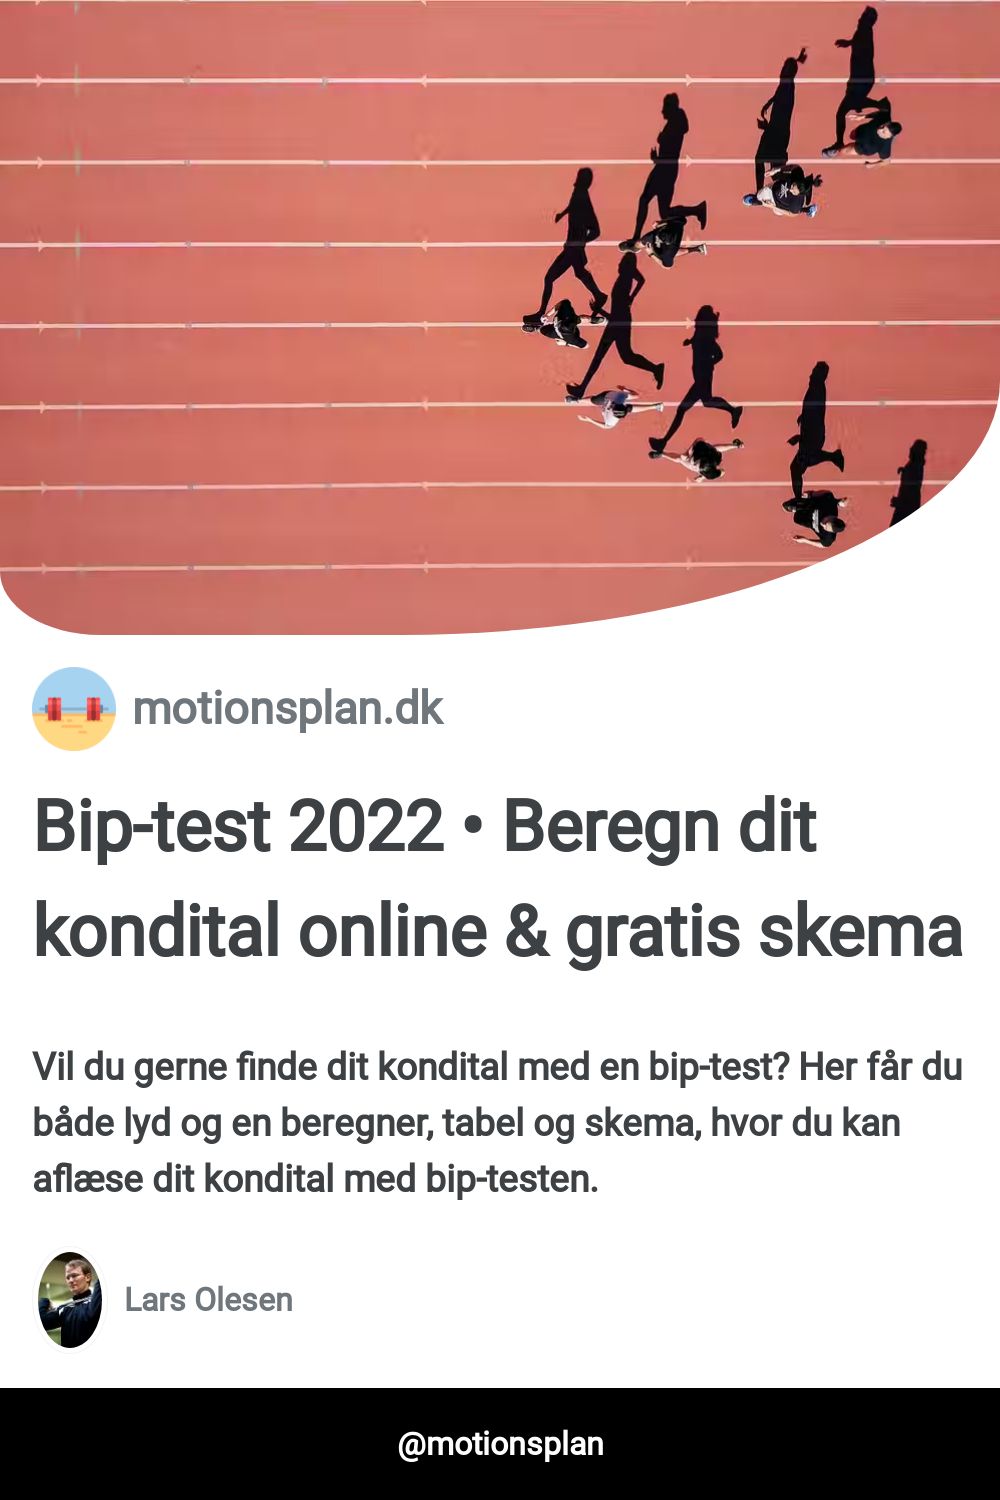 motionsplan.dk
Bip-test 2022 • Beregn dit
kondital online & gratis skema
Vil du gerne finde dit kondital med en bip-test? Her får du
både lyd og en beregner, tabel og skema, hvor du kan
aflæse dit kondital med bip-testen.
Lars Olesen
@motionsplan